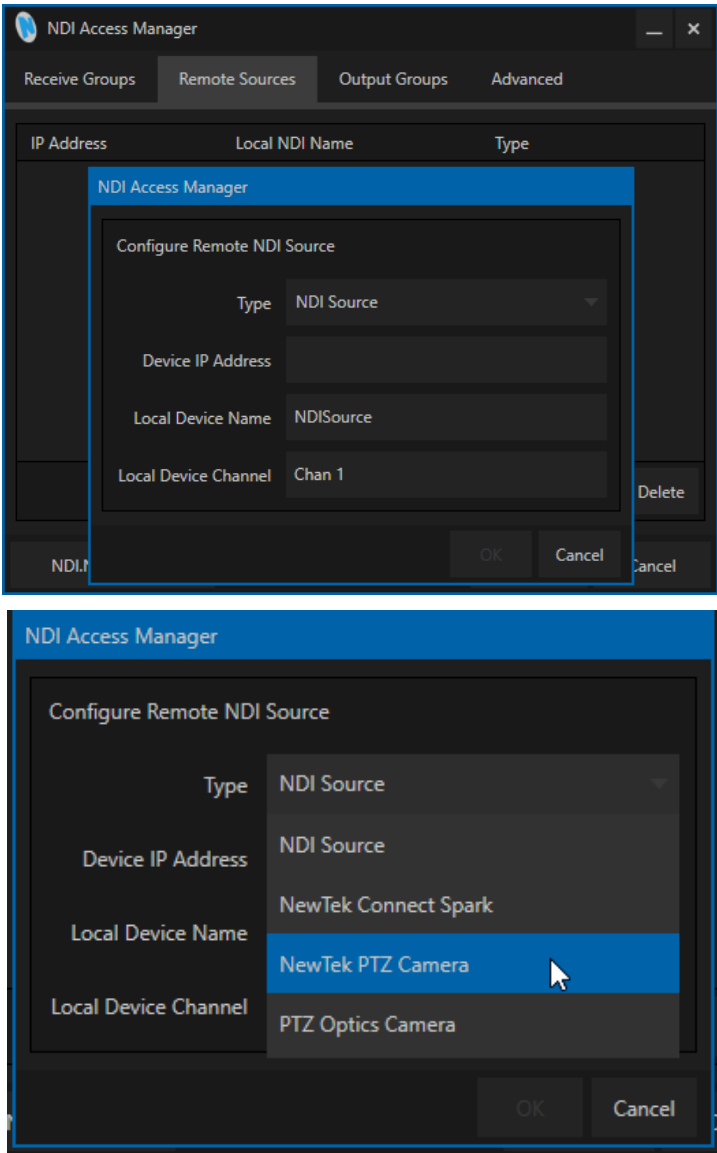 NDI Access Manager
Receive Groups Remote Sources Output Groups Advanced
IP Address Local NDI Name Type
NDI Access Manager
Configure Remote NDI Source
Type NDI Source
Device IP Address
Local Device Name NDISource
Local Device Channel Chan 1
Delete
OK Cancel
NDI.N Cancel
NDI Access Manager
Configure Remote NDI Source
Type NDI Source
NDI Source
Device IP Address
NewTek Connect Spark
Local Device Name
NewTek PTZ Camera
Local Device Channel
PTZ Optics Camera
OK Cancel